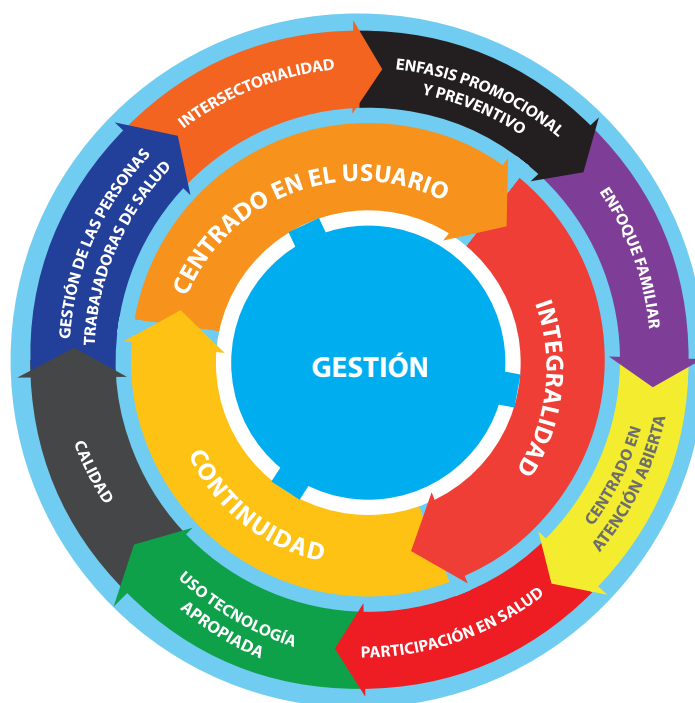 INTERSECTORIALIDAD
ENFASIS PROMOCIONAL
Y PREVENTIVO
ENFOQUE FAMILIAR
CENTRADO EN
ATENCIÓN ABIERTA
PARTICIPACIÓN EN SALUD
USO TECNOLOGÍA
APROPIADA
CALIDAD
GESTIÓN DE LAS PERSONAS
TRABAJADORAS DE SALUD
CENTRADO EN EL USUARIO
INTEGRALIDAD
CONTINUIDAD
GESTIÓN